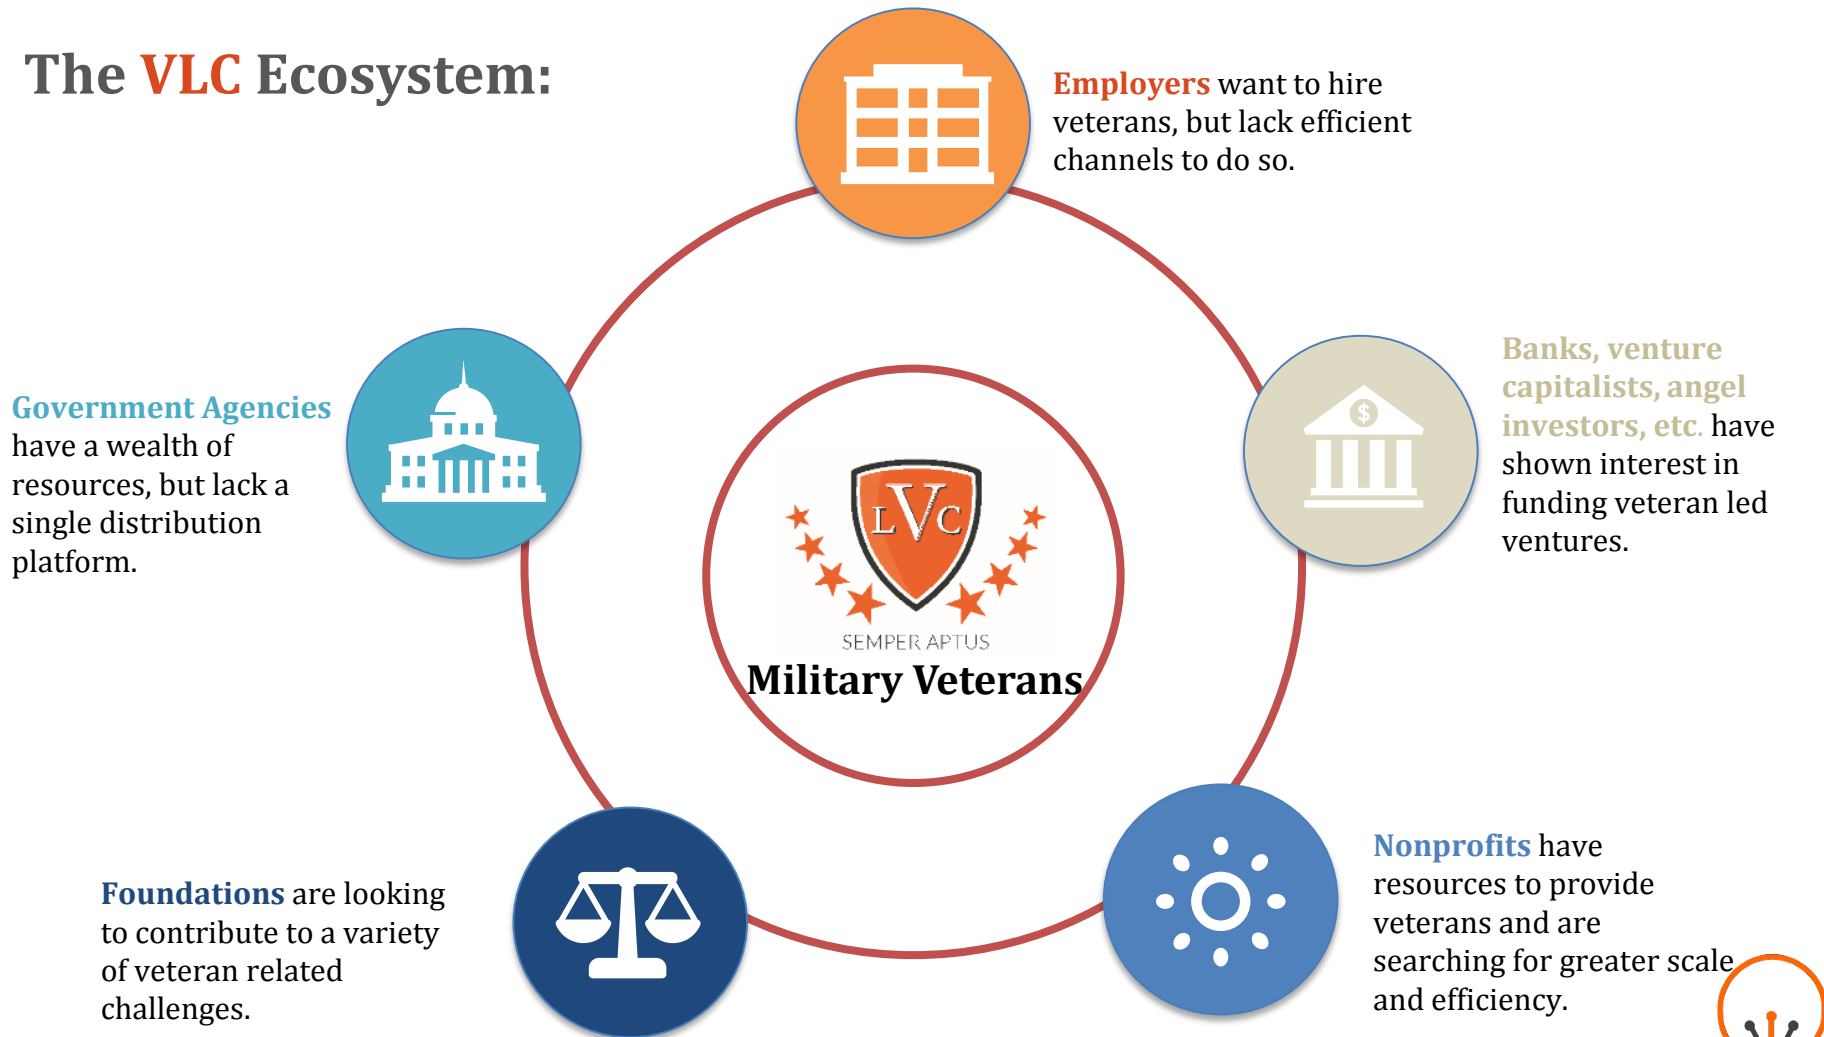 The VLC Ecosystem:
Employers want to hire
veterans, but lack efficient
channels to do so.
Banks, venture
capitalists, angel
investors, etc. have
shown interest in
funding veteran led
ventures.
Government Agencies
have a wealth of
resources, but lack a
single distribution
platform.
$
LVC
SEMPER APTUS
Military Veterans
Nonprofits have
resources to provide
veterans and are
searching for greater scale
and efficiency.
Foundations are looking
to contribute to a variety
of veteran related
challenges.